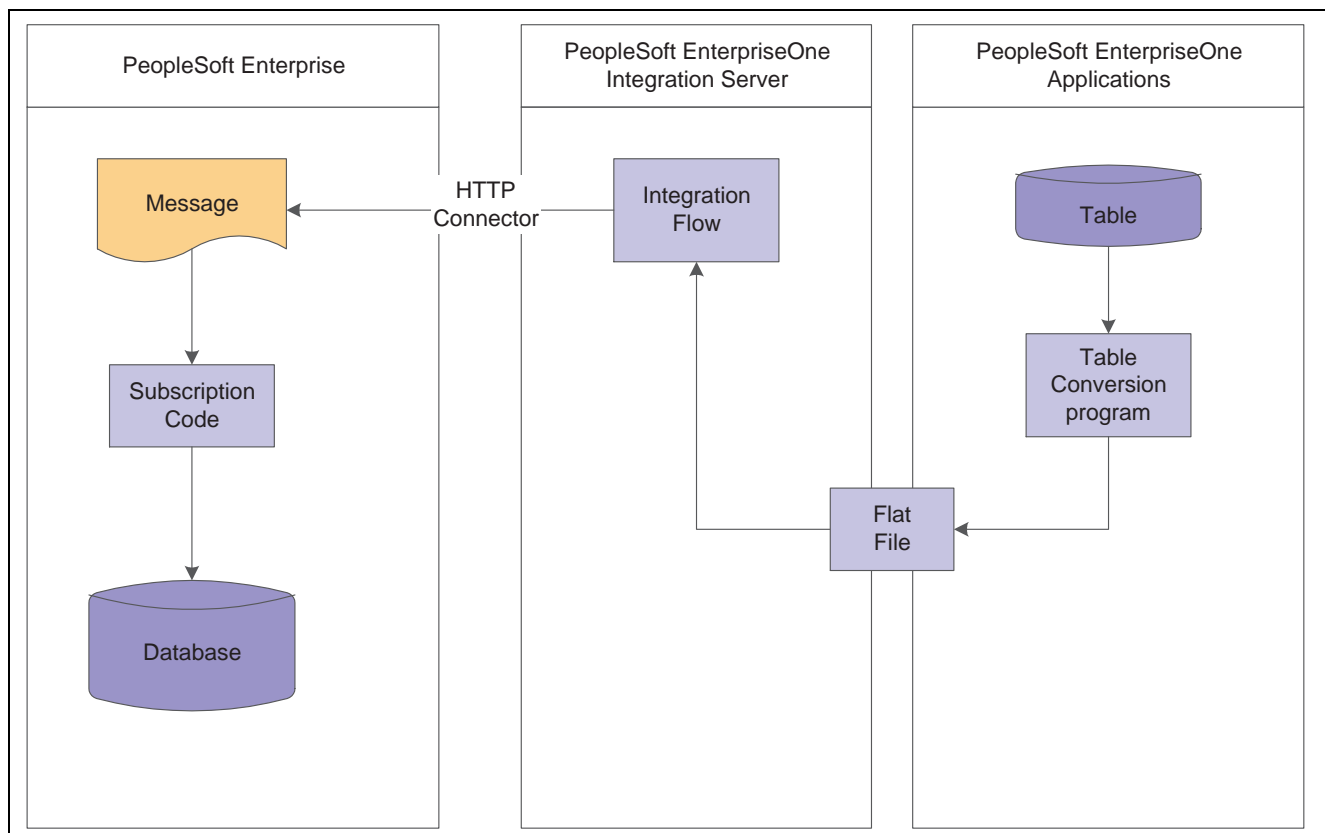 PeopleSoft Enterprise
PeopleSoft EnterpriseOne
Integration Server
PeopleSoft EnterpriseOne
Applications
Message
HTTP
Connector
Integration
Flow
Table
Subscription
Code
Table
Conversion
program
Flat
File
Database